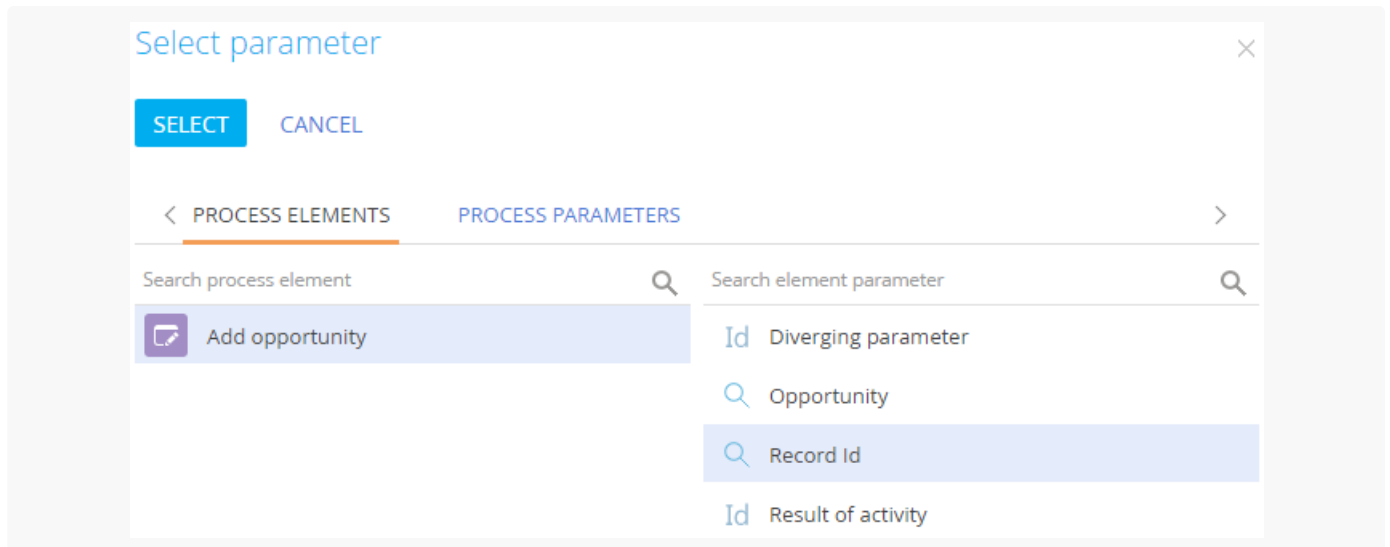 Select parameter
SELECT CANCEL
PROCESS ELEMENTS PROCESS PARAMETERS
Search process element
Add opportunity
Search element parameter
Id Diverging parameter
Opportunity
Record Id
Id Result of activity